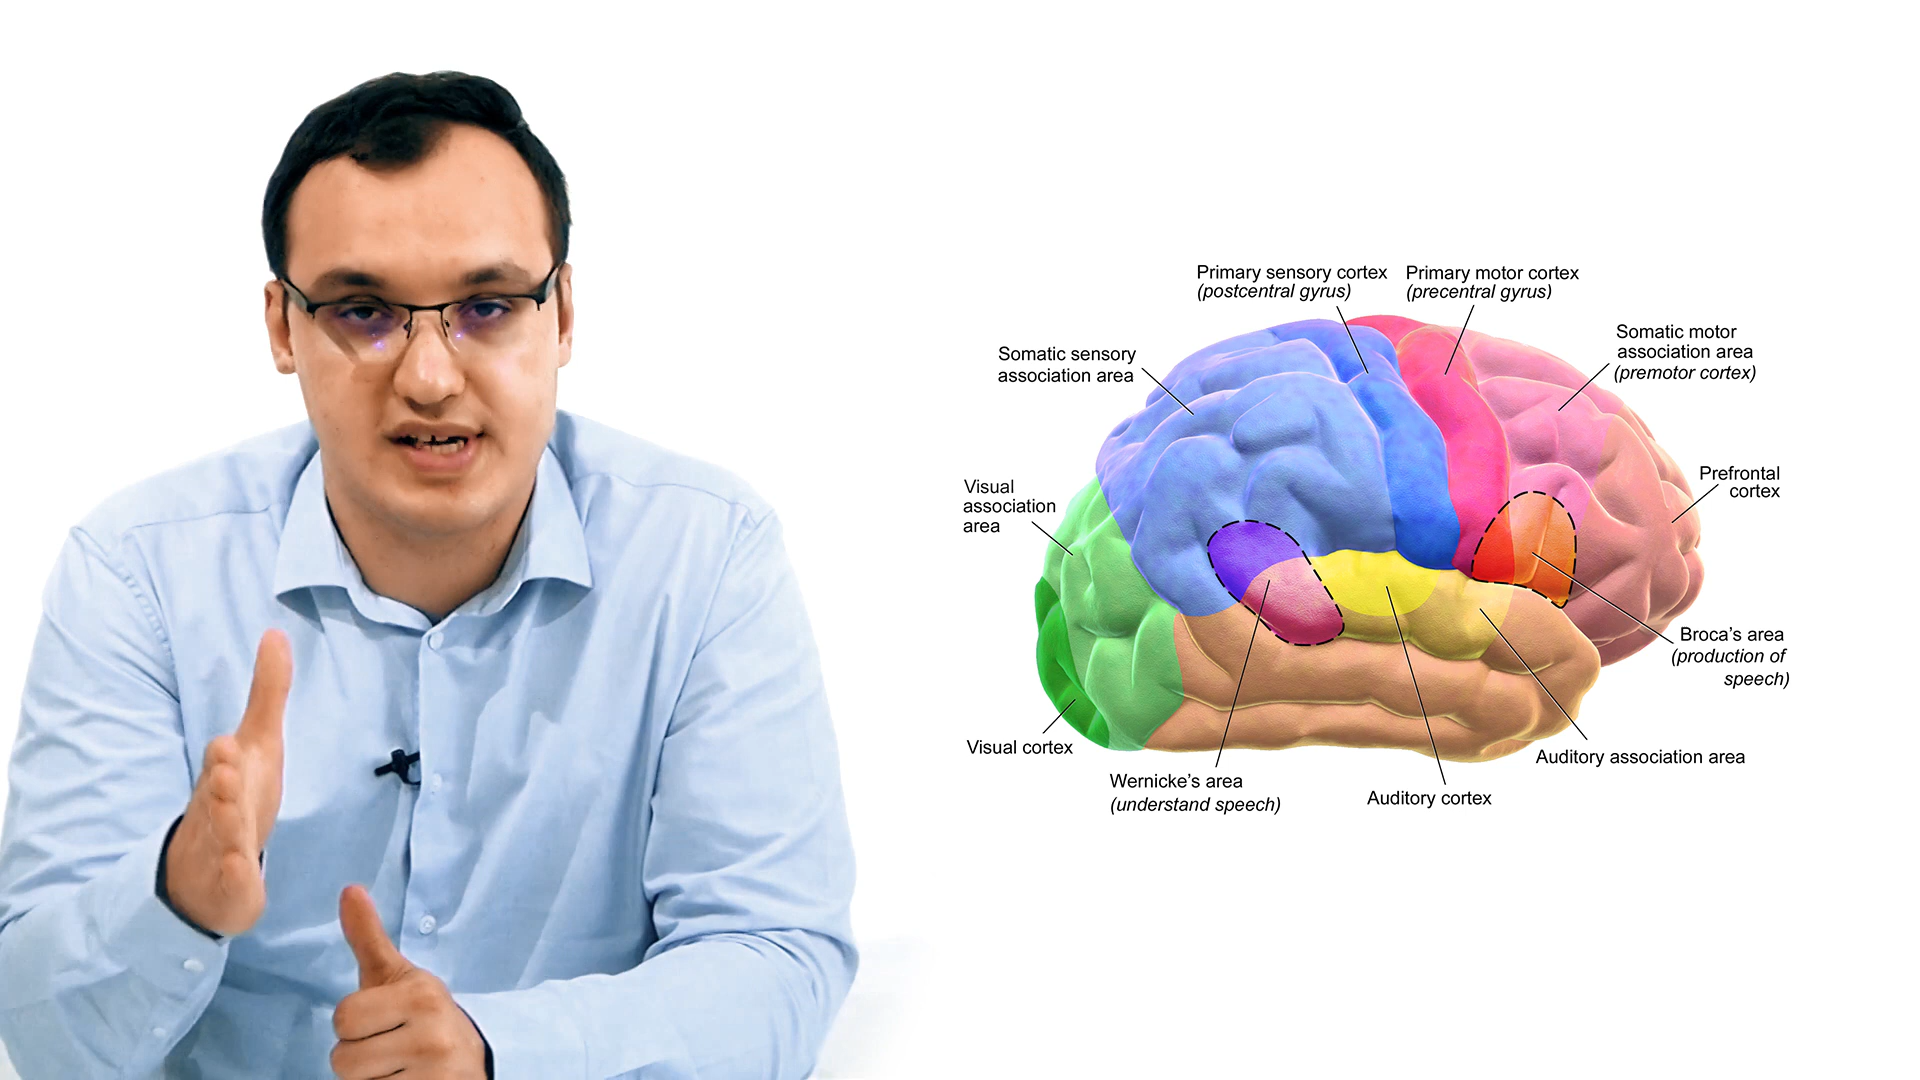 Primary sensory cortex
(postcentral gyrus)
Primary motor cortex
(precentral gyrus)
Somatic motor
association area
(premotor cortex)
Somatic sensory
association area
Prefrontal
cortex
Visual
association
area
Broca's area
(production of
speech)
Visual cortex
Auditory association area
Wernicke's area
(understand speech)
Auditory cortex